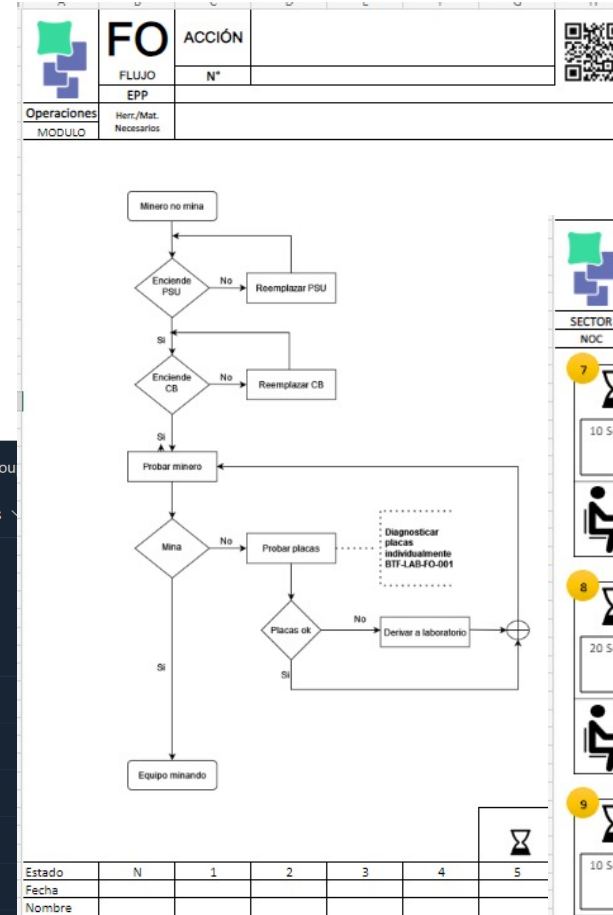 A B C D E F G H
FO
ACCIÓN
FLUJO
N°
EPP
Operaciones
MODULO
Herr./Mat.
Necesarios
Minero no mina
Enciende
PSU
No
Reemplazar PSU
Si
Enciende
CB
No
Reemplazar CB
Si
Probar minero
Mina
No
Probar placas
Diagnosticar
placas
individualmente
BTF-LAB-FO-001
Placas ok
No
Derivar a laboratorio
Si
Si
Equipo minando
Estado N 1 2 3 4 5
Fecha
Nombre
SECTOR
NOC
7
10 S
8
20 S
9
10 S
ou
s